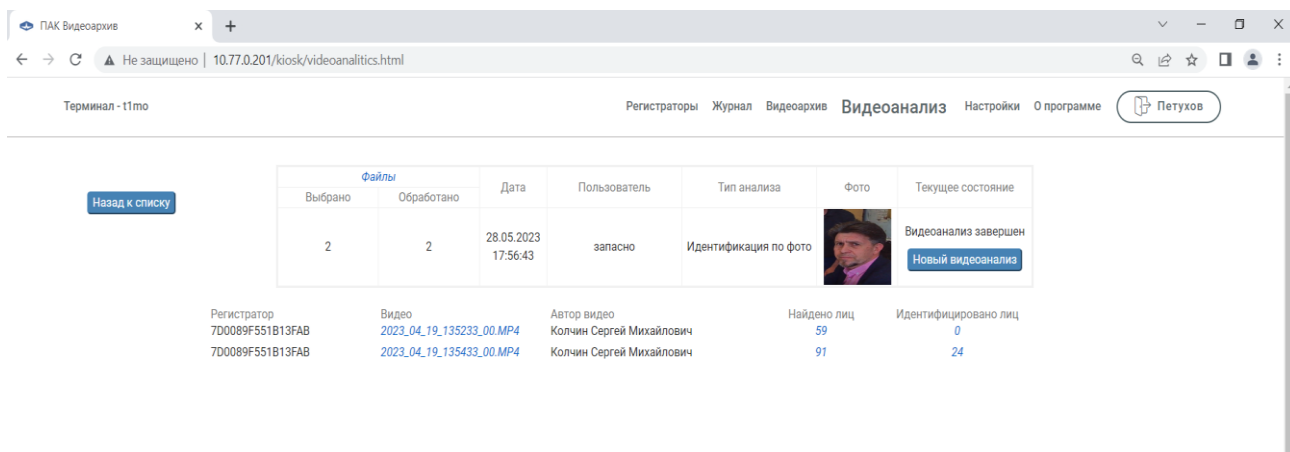 ПАК Видеоархив
Не защищено | 10.77.0.201/kiosk/videoanalitics.html
Терминал - t1mo
Регистраторы Журнал Видеоархив Видеоанализ Настройки О программе Петухов
Назад к списку
Файлы Дата Пользователь Тип анализа Фото Текущее состояние
Выбрано Обработано
2 2 28.05.2023 17:56:43 запасно Идентификация по фото Видеоанализ завершен
Новый видеоанализ
Регистратор Видео Автор видео Найдено лиц Идентифицировано лиц
7D0089F551B13FAB 2023_04_19_135233_00.MP4 Колчин Сергей Михайлович 59 0
7D0089F551B13FAB 2023_04_19_135433_00.MP4 Колчин Сергей Михайлович 91 24